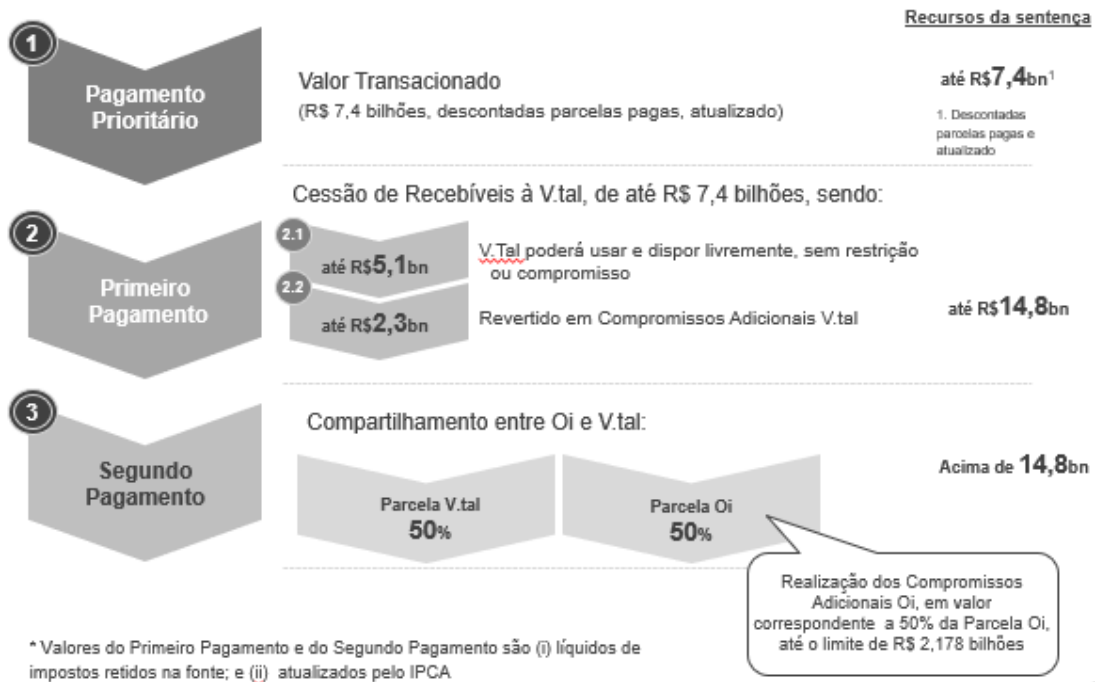 Recursos da sentença
1
Pagamento
Prioritário
Valor Transacionado
(R$ 7,4 bilhões, descontadas parcelas pagas, atualizado)
até R$7,4bn¹
1. Descontadas
parcelas pagas e
atualizado
Cessão de Recebíveis à V.tal, de até R$ 7,4 bilhões, sendo:
2
Primeiro
Pagamento
2.1
até R$5,1bn
V.Tal poderá usar e dispor livremente, sem restrição
ou compromisso
2.2
até R$2,3bn
Revertido em Compromissos Adicionais V.tal
até R$14,8bn
3
Segundo
Pagamento
Compartilhamento entre Oi e V.tal:
Parcela V.tal
50%
Parcela Oi
50%
Acima de 14,8bn
Realização dos Compromissos
Adicionais Oi, em valor
correspondente a 50% da Parcela Oi,
até o limite de R$ 2,178 bilhões
* Valores do Primeiro Pagamento e do Segundo Pagamento são (i) líquidos de
impostos retidos na fonte; e (ii) atualizados pelo IPCA